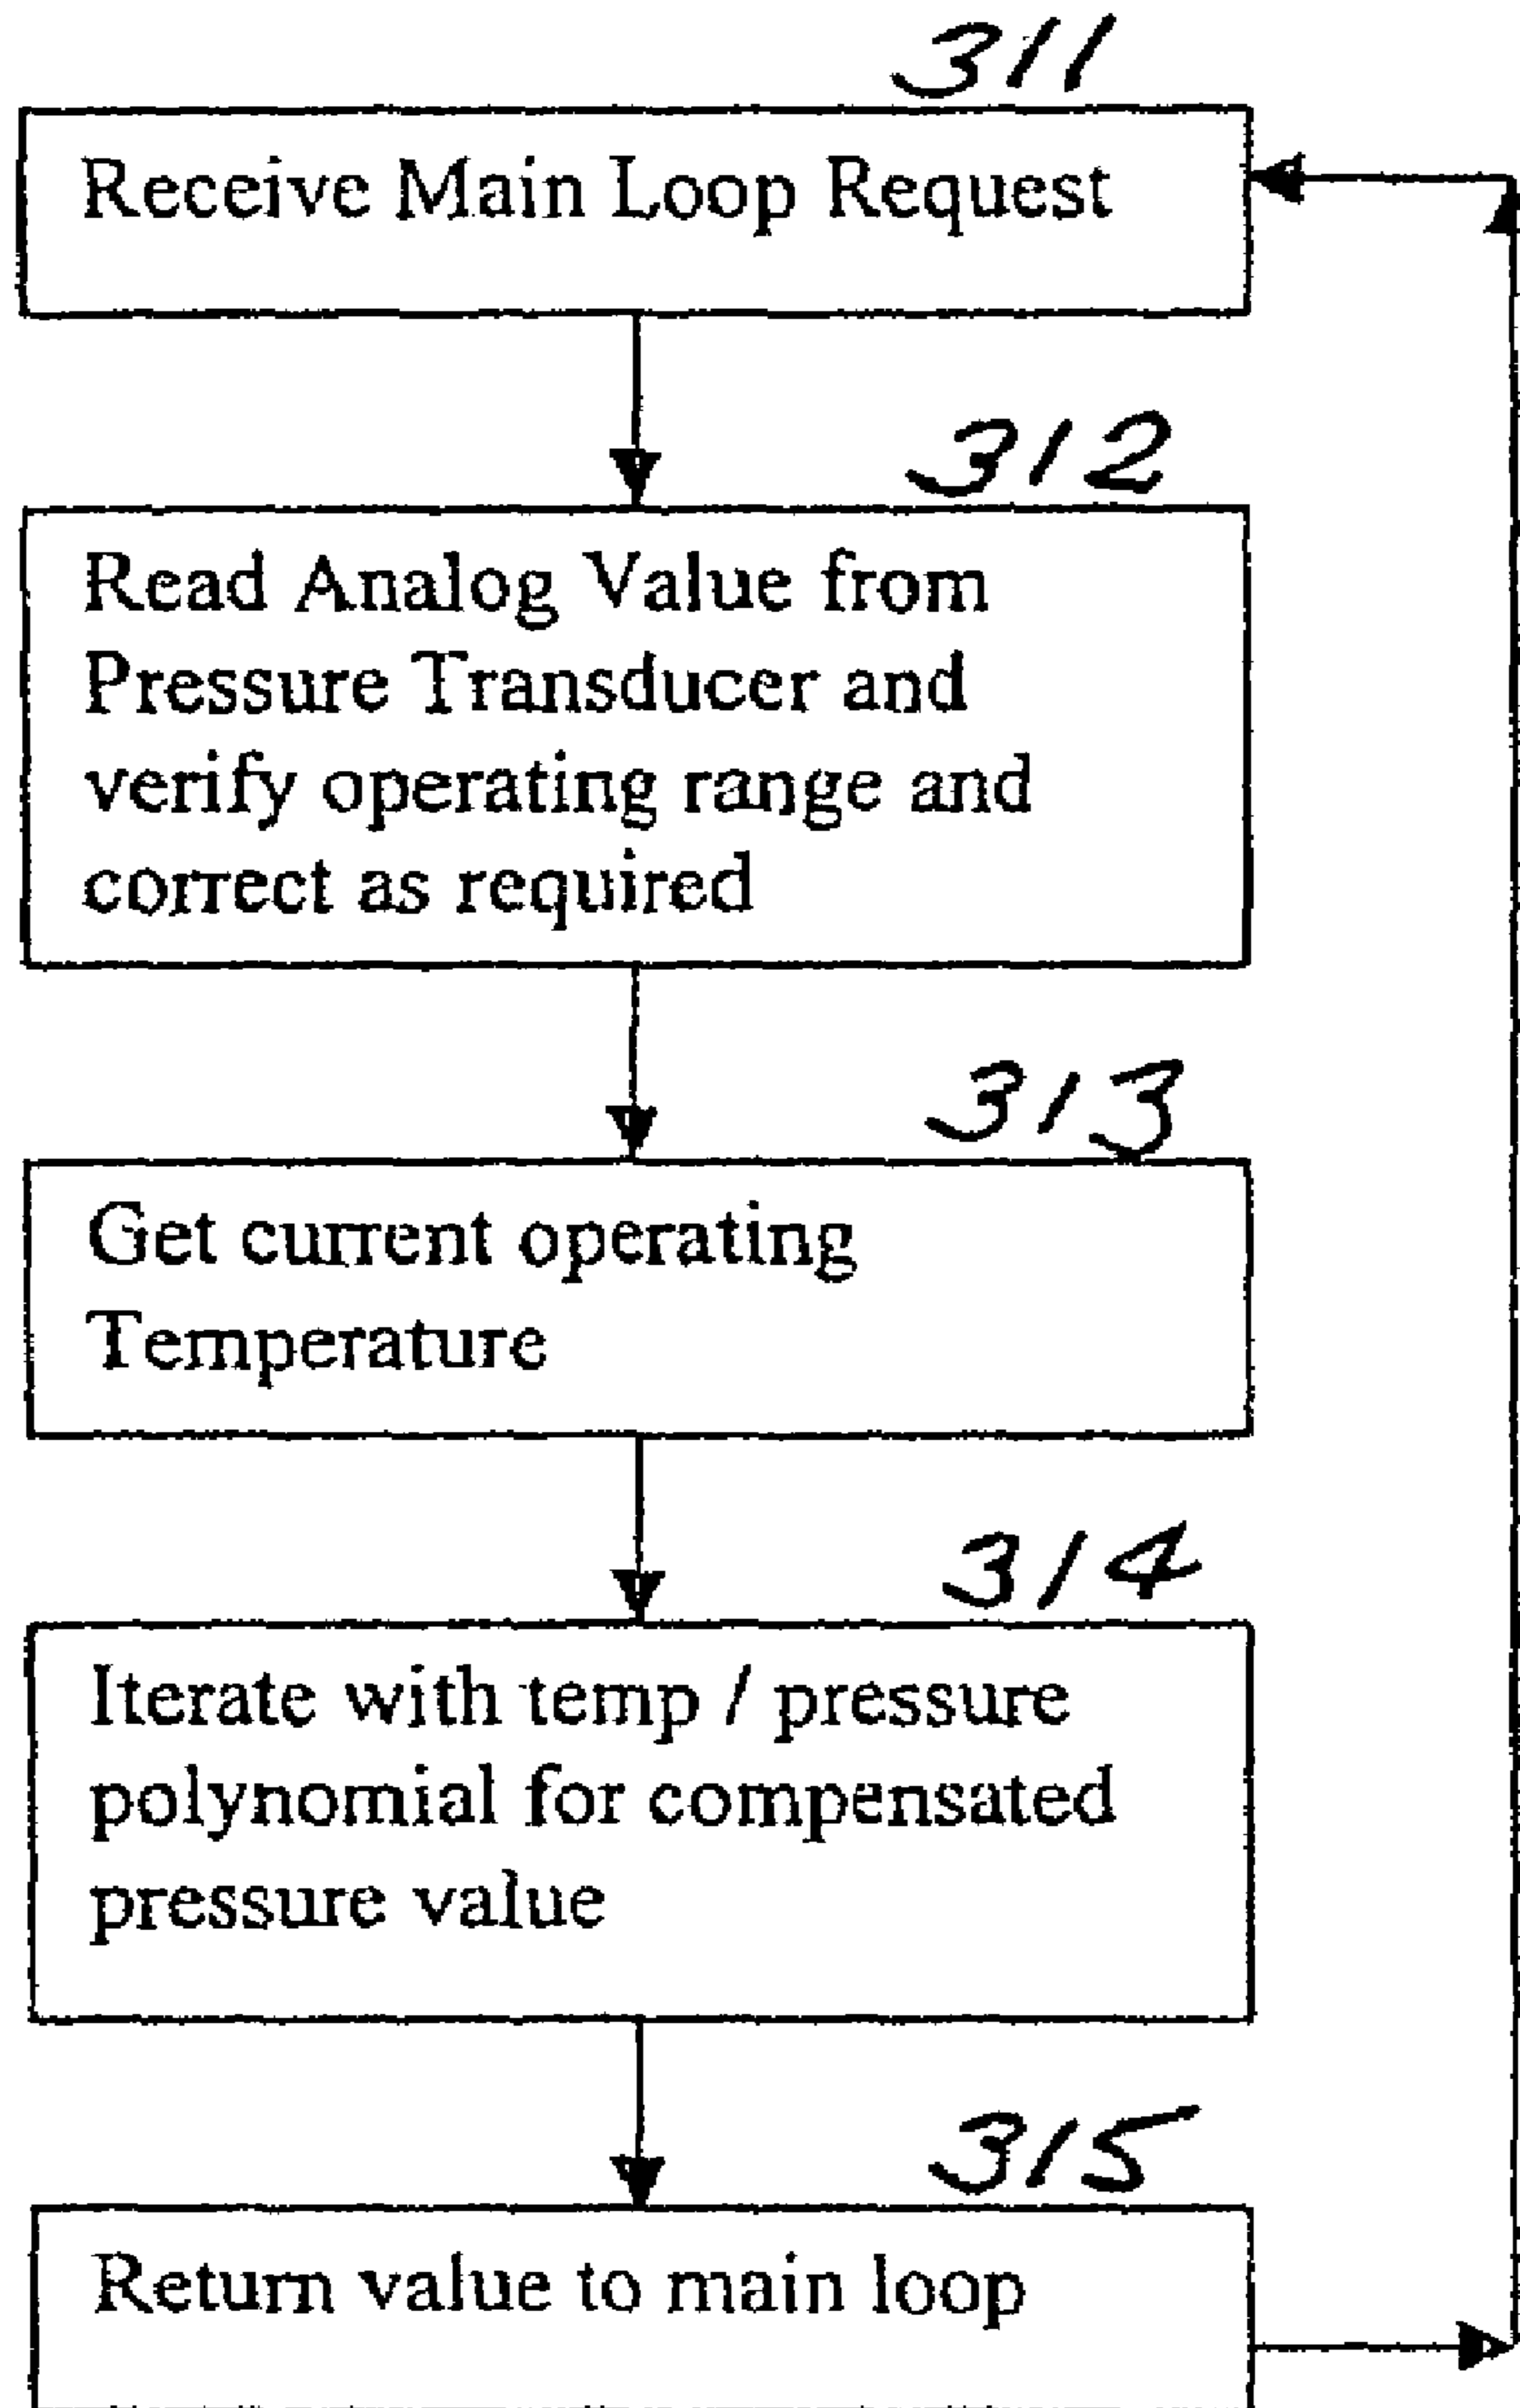 311
Receive Main Loop Request
312
Read Analog Value from
Pressure Transducer and
verify operating range and
correct as required
313
Get current operating
Temperature
314
Iterate with temp / pressure
polynomial for compensated
pressure value
315
Return value to main loop